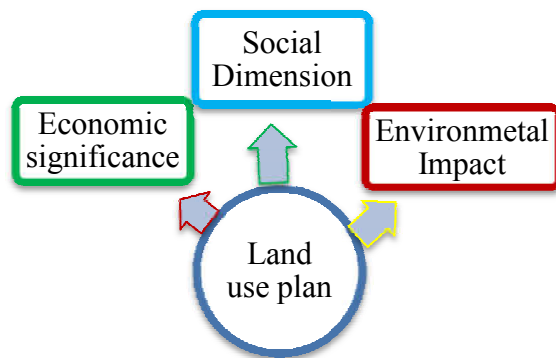 Social
Dimension
Economic
significance
Environmetal
Impact
Land
use plan